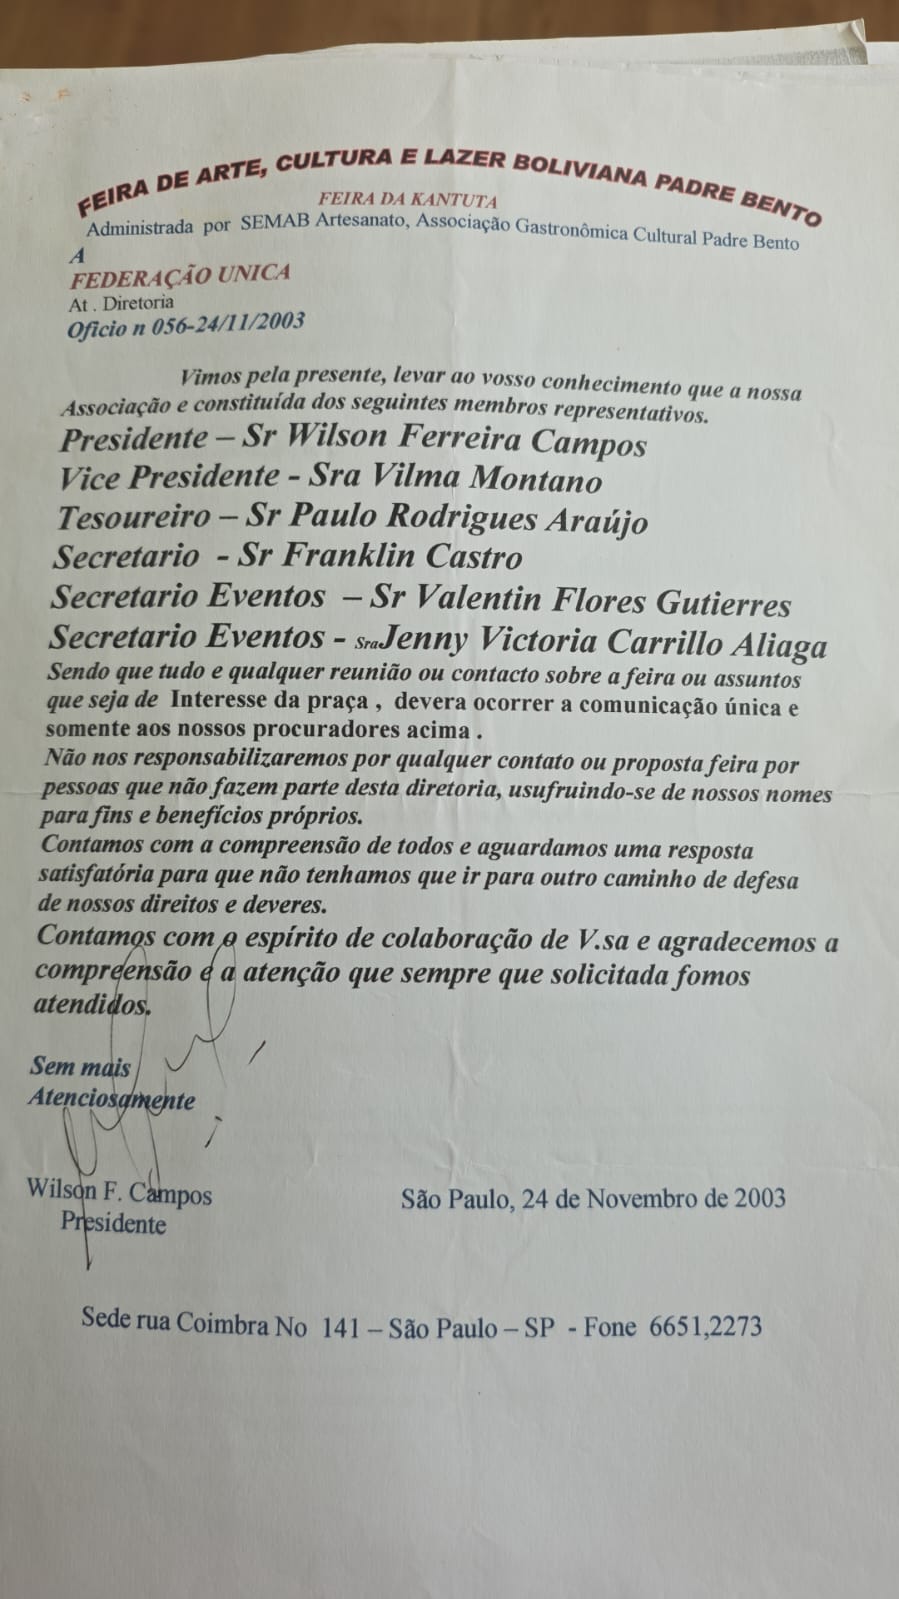 FEIRA DE ARTE, CULTURA E LAZER BOLIVIANA PADRE BENTO
FEIRA DA KANTUTA
Administrada por SEMAB Artesanato, Associação Gastronômica Cultural Padre Bento
A
FEDERAÇÃO UNICA
At . Diretoria
Oficio n 056-24/11/2003
Vimos pela presente, levar ao vosso conhecimento que a nossa
Associação e constituída dos seguintes membros representativos.
Presidente – Sr Wilson Ferreira Campos
Vice Presidente - Sra Vilma Montano
Tesoureiro – Sr Paulo Rodrigues Araújo
Secretario - Sr Franklin Castro
Secretario Eventos – Sr Valentin Flores Gutierres
Secretario Eventos - Sra Jenny Victoria Carrillo Aliaga
Sendo que tudo e qualquer reunião ou contacto sobre a feira ou assuntos
que seja de Interesse da praça , devera ocorrer a comunicação única e
somente aos nossos procuradores acima .
Não nos responsabilizaremos por qualquer contato ou proposta feira por
pessoas que não fazem parte desta diretoria, usufruindo-se de nossos nomes
para fins e benefícios próprios.
Contamos com a compreensão de todos e aguardamos uma resposta
satisfatória para que não tenhamos que ir para outro caminho de defesa
de nossos direitos e deveres.
Contamos com o espírito de colaboração de V.sa e agradecemos a
compreensão e a atenção que sempre que solicitada fomos
atendidos.
Sem mais
Atenciosamente
Wilson F. Campos
Presidente
São Paulo, 24 de Novembro de 2003
Sede rua Coimbra No 141 – São Paulo – SP - Fone 6651,2273